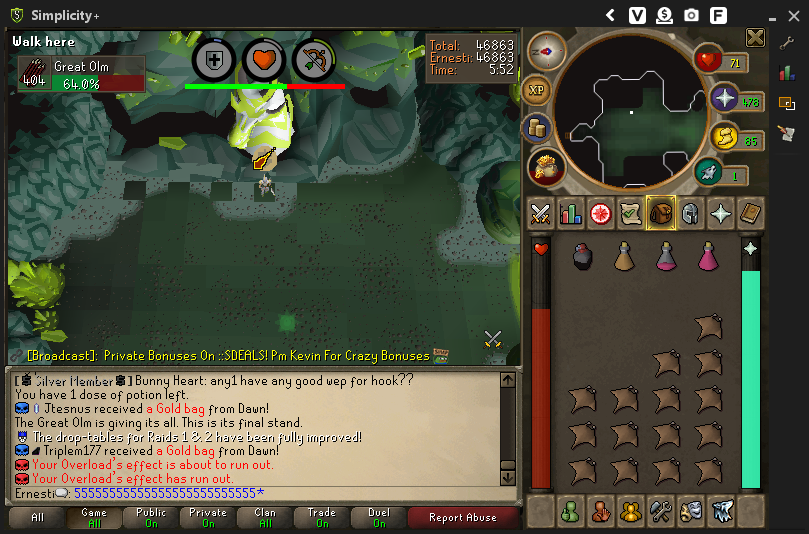 Simplicity+
V
$
F
Walk here
Great Olm
404
64.0%
Total: 46863
Ernesti: 46863
Time: 5:52
71
XP
478
85
1
[Broadcast]: Private Bonuses On ::SDEALS! Pm Kevin For Crazy Bonuses
[Silver Member] Bunny Heart: any1 have any good wep for hook??
You have 1 dose of potion left.
Jtesnus received a Gold bag from Dawn!
The Great Olm is giving its all. This is its final stand.
The drop-tables for Raids 1 & 2 have been fully improved!
Triplem177 received a Gold bag from Dawn!
Your Overload's effect is about to run out.
Your Overload's effect has run out.
Ernesti: 5555555555555555555555555555555*
All
Game
All
Public
On
Private
On
Clan
All
Trade
On
Duel
On
Report Abuse